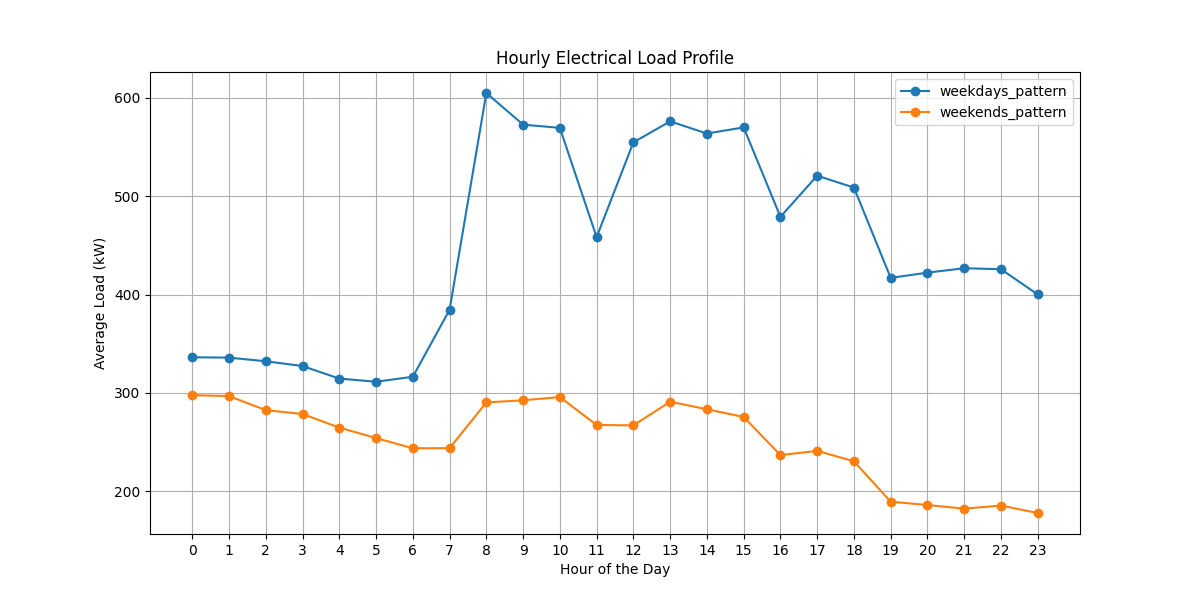 Hourly Electrical Load Profile
weekdays_pattern
weekends_pattern
Average Load (kW)
600
500
400
300
200
0 1 2 3 4 5 6 7 8 9 10 11 12 13 14 15 16 17 18 19 20 21 22 23
Hour of the Day